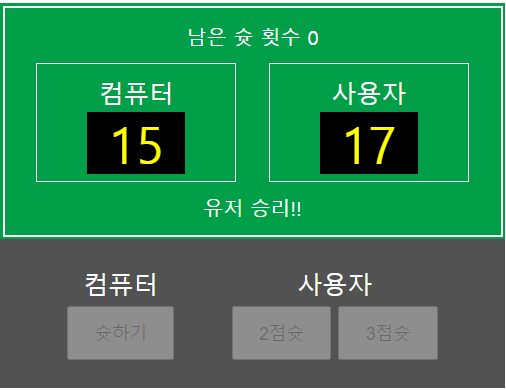 남은 슛 횟수 0
컴퓨터 사용자
15 17
유저 승리!!
컴퓨터 사용자
슛하기 2점슛 3점슛